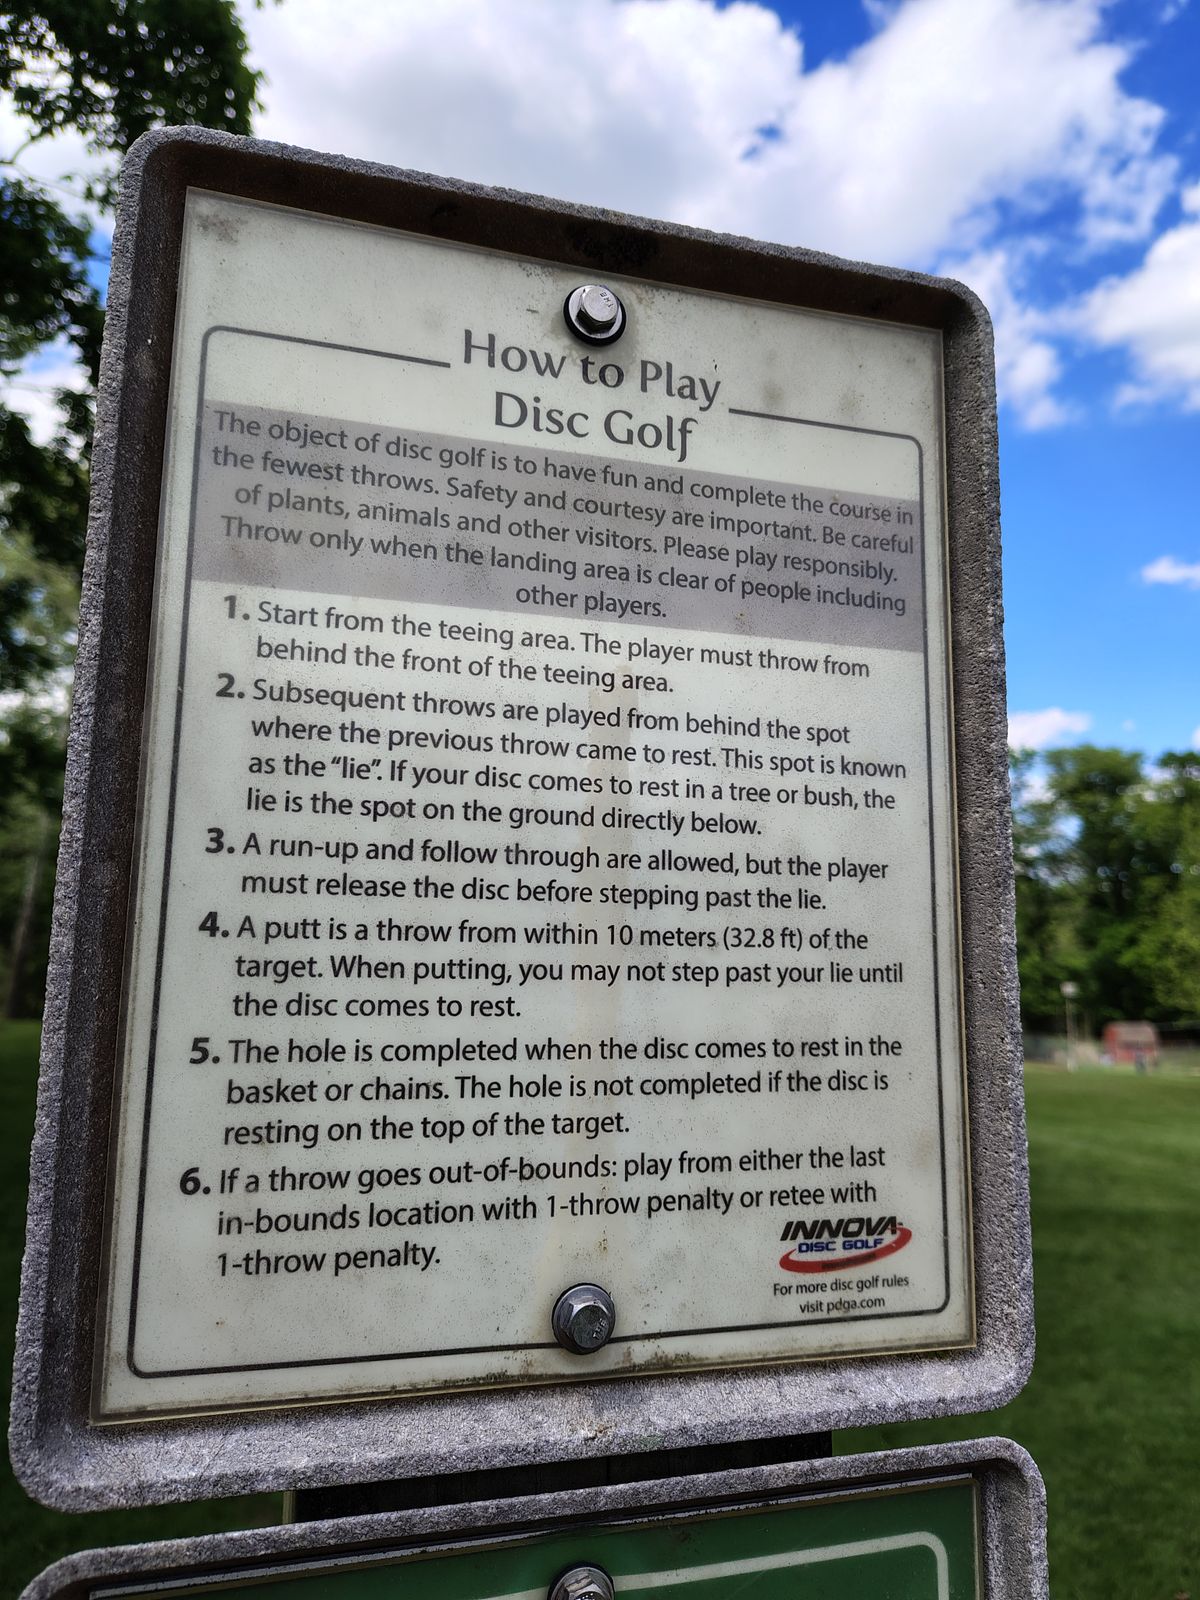 How to Play
Disc Golf
The object of disc golf is to have fun and complete the course in
the fewest throws. Safety and courtesy are important. Be careful
of plants, animals and other visitors. Please play responsibly.
Throw only when the landing area is clear of people including
other players.
1. Start from the teeing area. The player must throw from
behind the front of the teeing area.
2. Subsequent throws are played from behind the spot
where the previous throw came to rest. This spot is known
as the “lie”. If your disc comes to rest in a tree or bush, the
lie is the spot on the ground directly below.
3. A run-up and follow through are allowed, but the player
must release the disc before stepping past the lie.
4. A putt is a throw from within 10 meters (32.8 ft) of the
target. When putting, you may not step past your lie until
the disc comes to rest.
5. The hole is completed when the disc comes to rest in the
basket or chains. The hole is not completed if the disc is
resting on the top of the target.
6. If a throw goes out-of-bounds: play from either the last
in-bounds location with 1-throw penalty or retee with
1-throw penalty.
INNOVA
DISC GOLF
For more disc golf rules
visit pdga.com